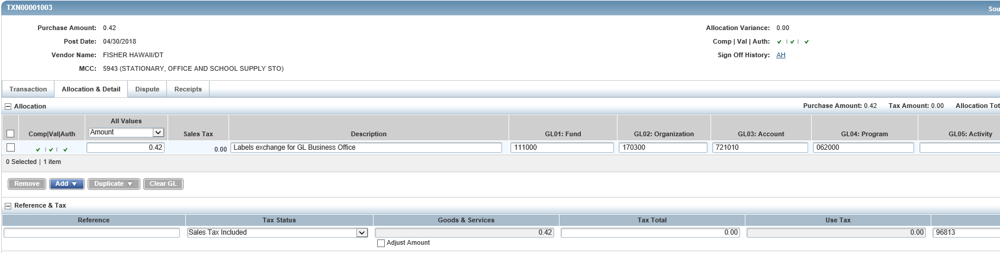 TXN00001003 Sou
Purchase Amount: 0.42 Allocation Variance: 0.00
Post Date: 04/30/2018 Comp | Val | Auth: ✓ | ✓ | ✓
Vendor Name: FISHER HAWAII/DT Sign Off History: AH
MCC: 5943 (STATIONARY, OFFICE AND SCHOOL SUPPLY STO)
Transaction Allocation & Detail Dispute Receipts
Allocation Purchase Amount: 0.42 Tax Amount: 0.00 Allocation Tot
All Values
Amount
Comp|Val|Auth Sales Tax Description GL01: Fund GL02: Organization GL03: Account GL04: Program GL05: Activity
✓ | ✓ | ✓ 0.42 0.00 Labels exchange for GL Business Office 111000 170300 721010 062000
0 Selected | 1 item
Remove Add Duplicate Clear GL
Reference & Tax
Reference Tax Status Goods & Services Tax Total Use Tax
Sales Tax Included 0.42 0.00 0.00 96813
Adjust Amount